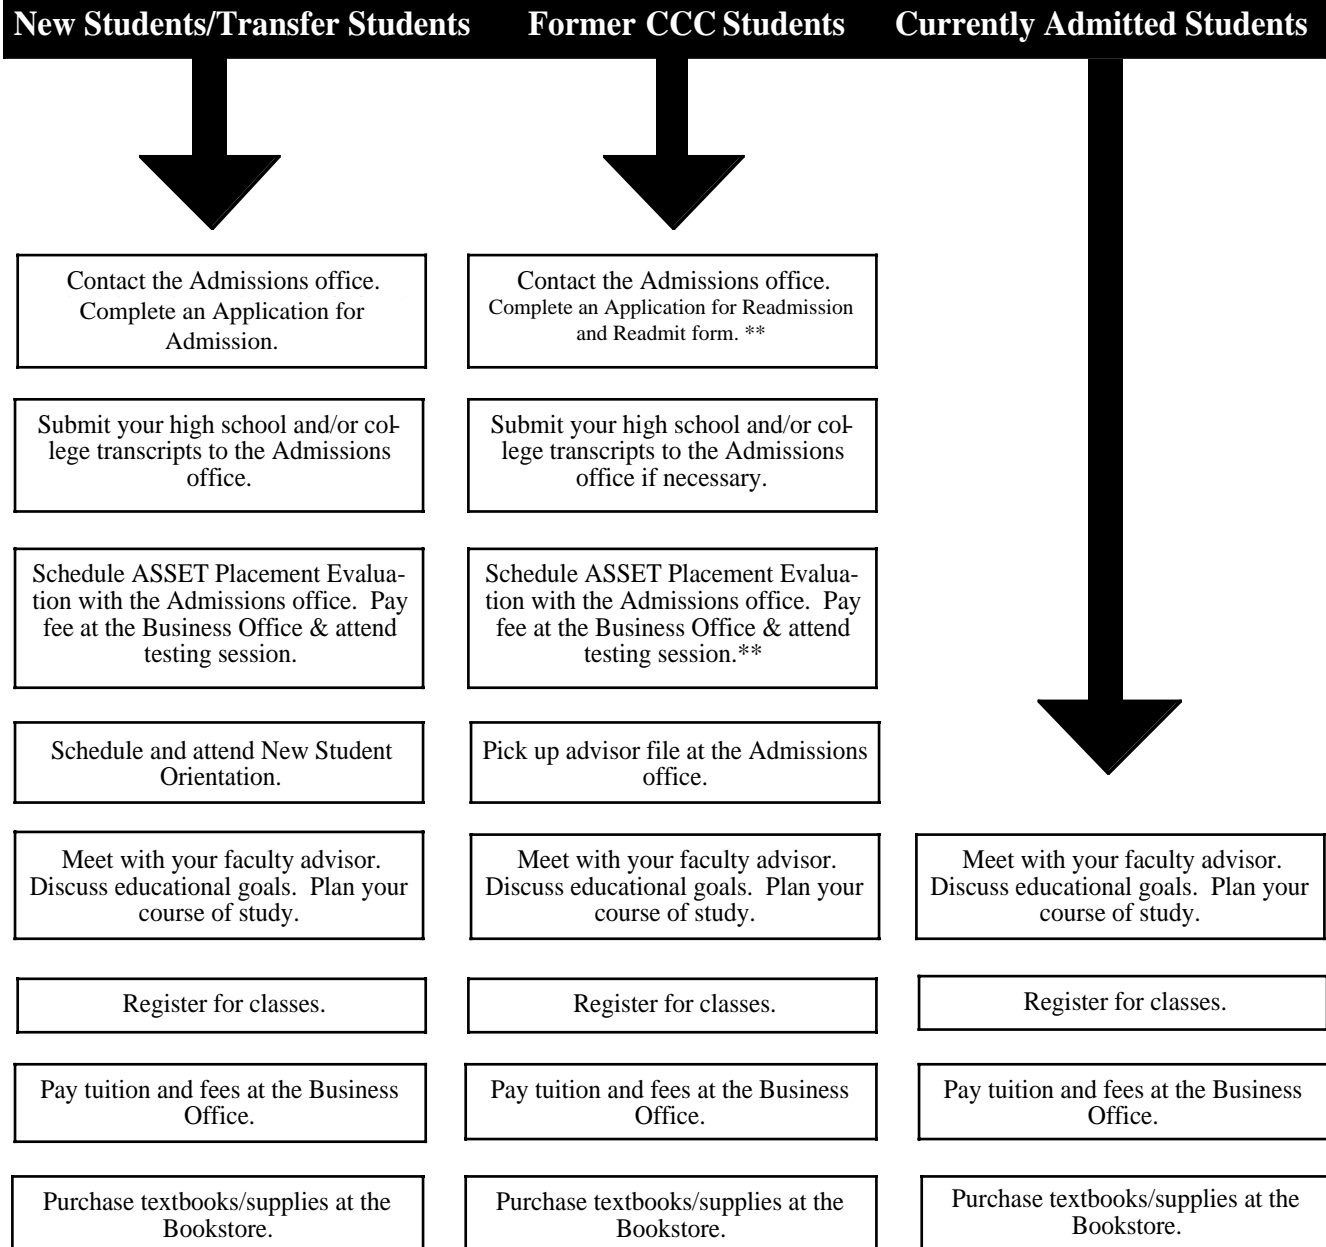 New Students/Transfer Students
Former CCC Students
Currently Admitted Students
Contact the Admissions office.
Complete an Application for
Admission.
Submit your high school and/or col-
lege transcripts to the Admissions
office.
Schedule ASSET Placement Evalua-
tion with the Admissions office. Pay
fee at the Business Office & attend
testing session.
Schedule and attend New Student
Orientation.
Meet with your faculty advisor.
Discuss educational goals. Plan your
course of study.
Register for classes.
Pay tuition and fees at the Business
Office.
Purchase textbooks/supplies at the
Bookstore.
Contact the Admissions office.
Complete an Application for Readmission
and Readmit form. **
Submit your high school and/or col-
lege transcripts to the Admissions
office if necessary.
Schedule ASSET Placement Evalua-
tion with the Admissions office. Pay
fee at the Business Office & attend
testing session.**
Pick up advisor file at the Admissions
office.
Meet with your faculty advisor.
Discuss educational goals. Plan your
course of study.
Register for classes.
Pay tuition and fees at the Business
Office.
Purchase textbooks/supplies at the
Bookstore.
Meet with your faculty advisor.
Discuss educational goals. Plan your
course of study.
Register for classes.
Pay tuition and fees at the Business
Office.
Purchase textbooks/supplies at the
Bookstore.